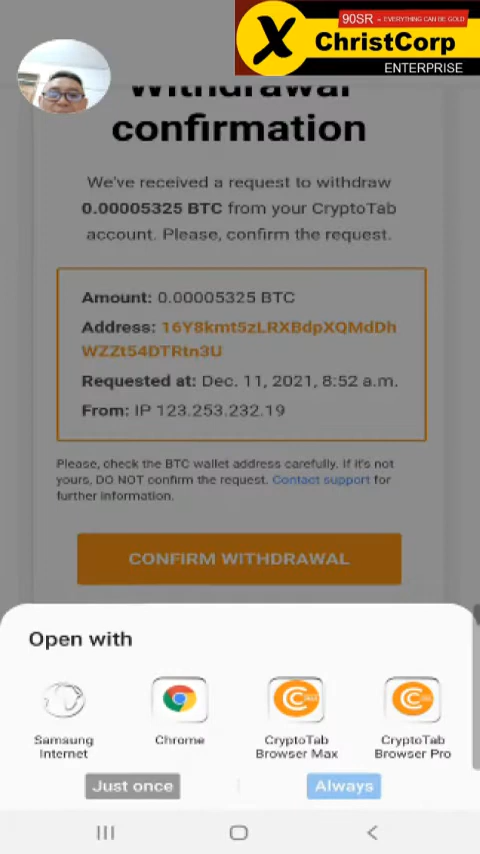 90SR - EVERYTHING CAN BE GOLD
X ChristCorp
ENTERPRISE
Withdrawal
confirmation
We've received a request to withdraw
0.00005325 BTC from your CryptoTab
account. Please, confirm the request.
Amount: 0.00005325 BTC
Address: 16Y8kmt5zLRXBdpXQMdDh
WZZt54DTRtn3U
Requested at: Dec. 11, 2021, 8:52 a.m.
From: IP 123.253.232.19
Please, check the BTC wallet address carefully. If it's not
yours, DO NOT confirm the request. Contact support for
further information.
CONFIRM WITHDRAWAL
Open with
Samsung Internet
Chrome
CryptoTab Browser Max
CryptoTab Browser Pro
Just once
Always